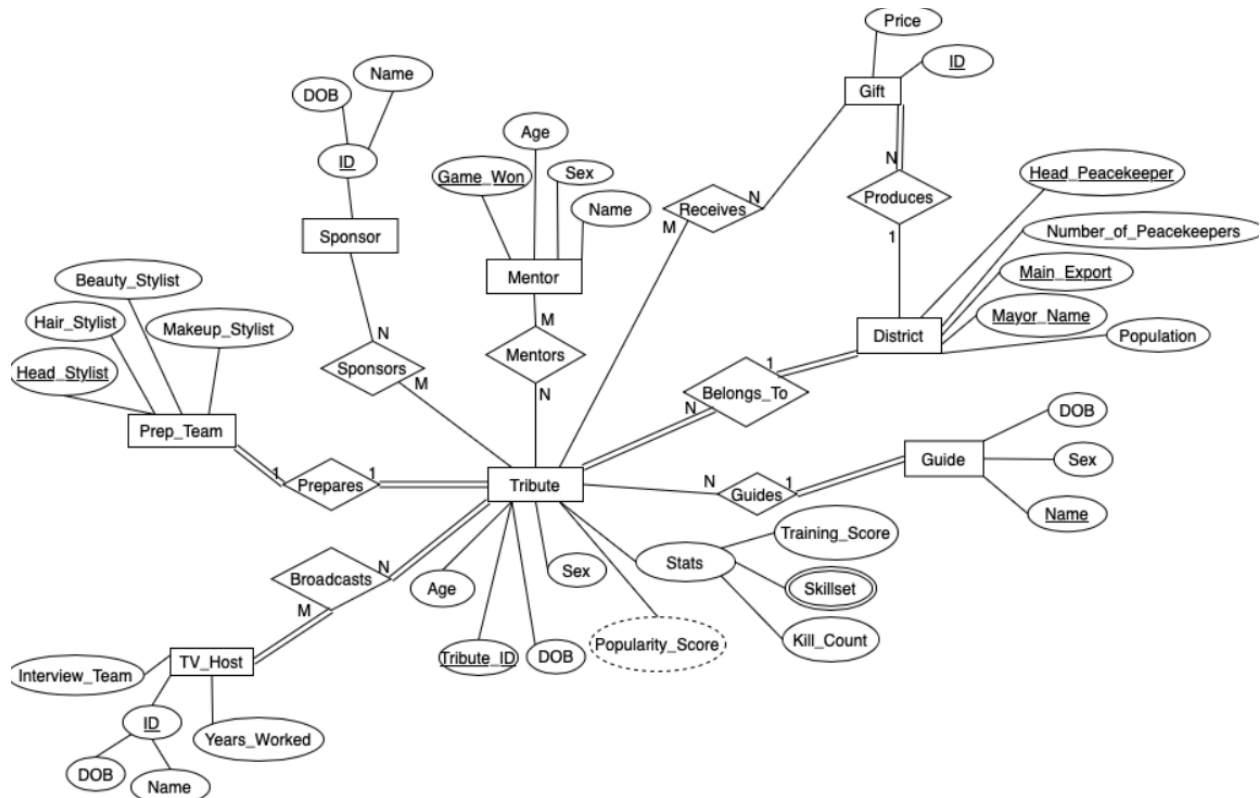 Price
ID
Gift
Name
DOB
ID
Sponsor
Age
Game_Won
Sex
Name
Mentor
M
Mentors
N
Receives
N
M
N
Produces
1
Head_Peacekeeper
Number_of_Peacekeepers
Main_Export
Mayor_Name
Population
District
Beauty_Stylist
Hair_Stylist
Makeup_Stylist
Head_Stylist
Prep_Team
N
Sponsors
M
1
Belongs_To
N
1
Prepares
1
Tribute
N
Guides
1
Guide
DOB
Sex
Name
Broadcasts
N
M
Age
Tribute_ID
DOB
Sex
Popularity_Score
Stats
Training_Score
Skillset
Kill_Count
TV_Host
Interview_Team
ID
Years_Worked
DOB
Name